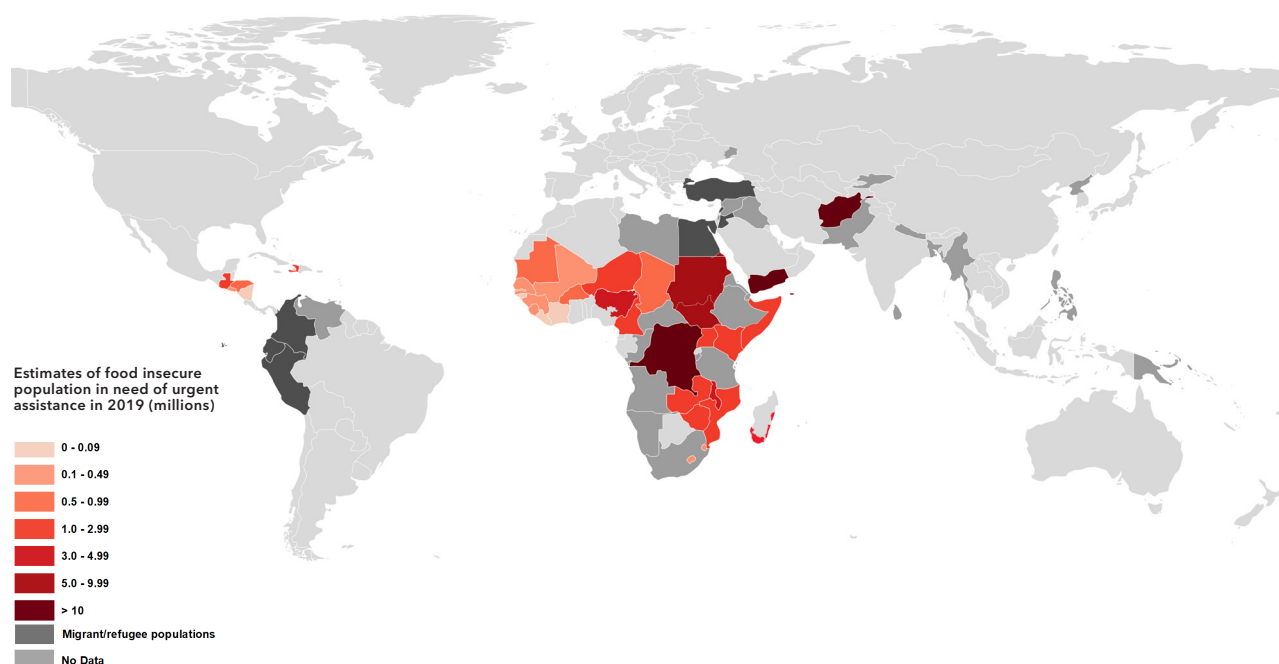 Estimates of food insecure
population in need of urgent
assistance in 2019 (millions)
0 - 0.09
0.1 - 0.49
0.5 - 0.99
1.0 - 2.99
3.0 - 4.99
5.0 - 9.99
> 10
Migrant/refugee populations
No Data